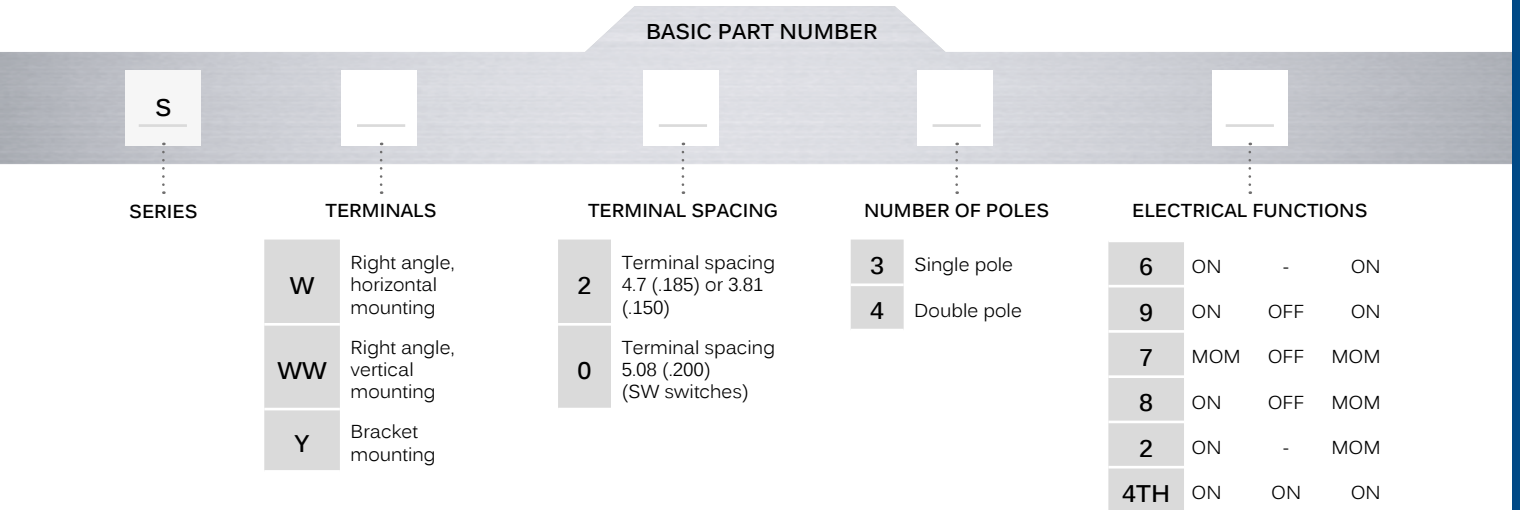 BASIC PART NUMBER
S
SERIES
TERMINALS
W
Right angle,
horizontal
mounting
WW
Right angle,
vertical
mounting
Y
Bracket
mounting
TERMINAL SPACING
2
Terminal spacing
4.7 (.185) or 3.81
(.150)
0
Terminal spacing
5.08 (.200)
(SW switches)
NUMBER OF POLES
3 Single pole
4 Double pole
ELECTRICAL FUNCTIONS
6 ON - ON
9 ON OFF ON
7 MOM OFF MOM
8 ON OFF MOM
2 ON - MOM
4TH ON ON ON